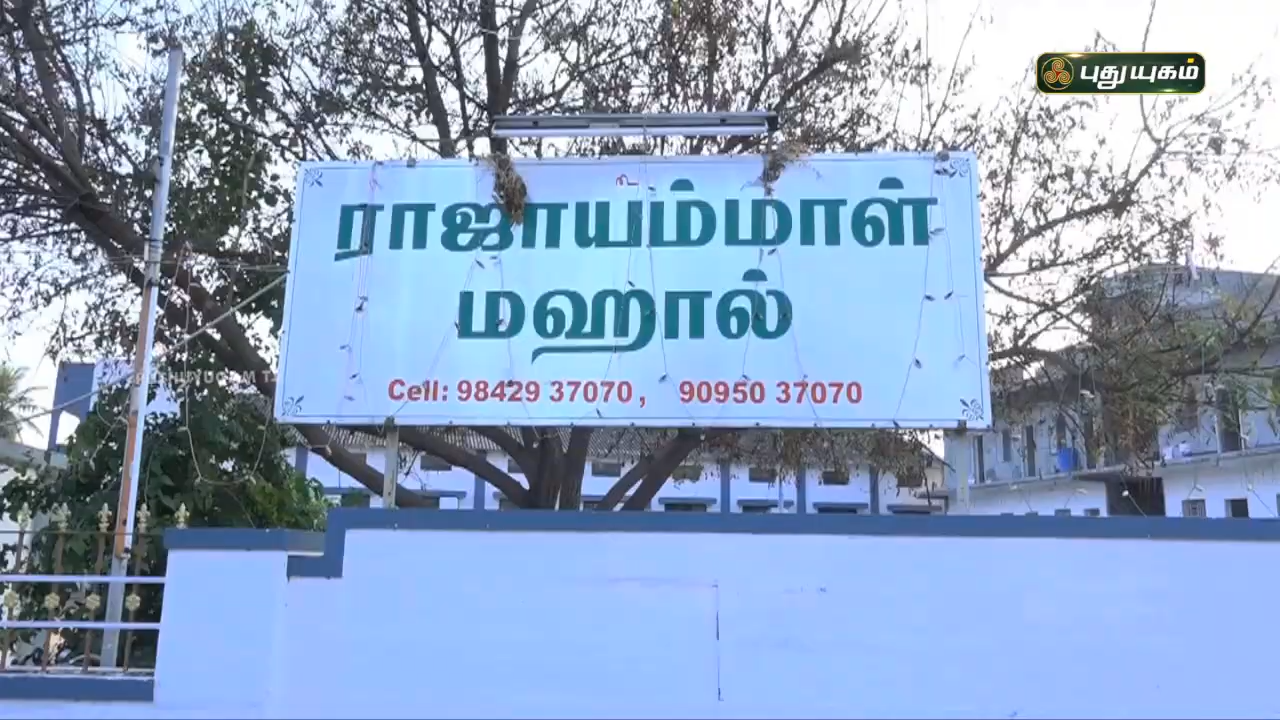 புதுயுகம்
உ
ராஜாயம்மாள்
மஹால்
Cell: 98429 37070, 90950 37070